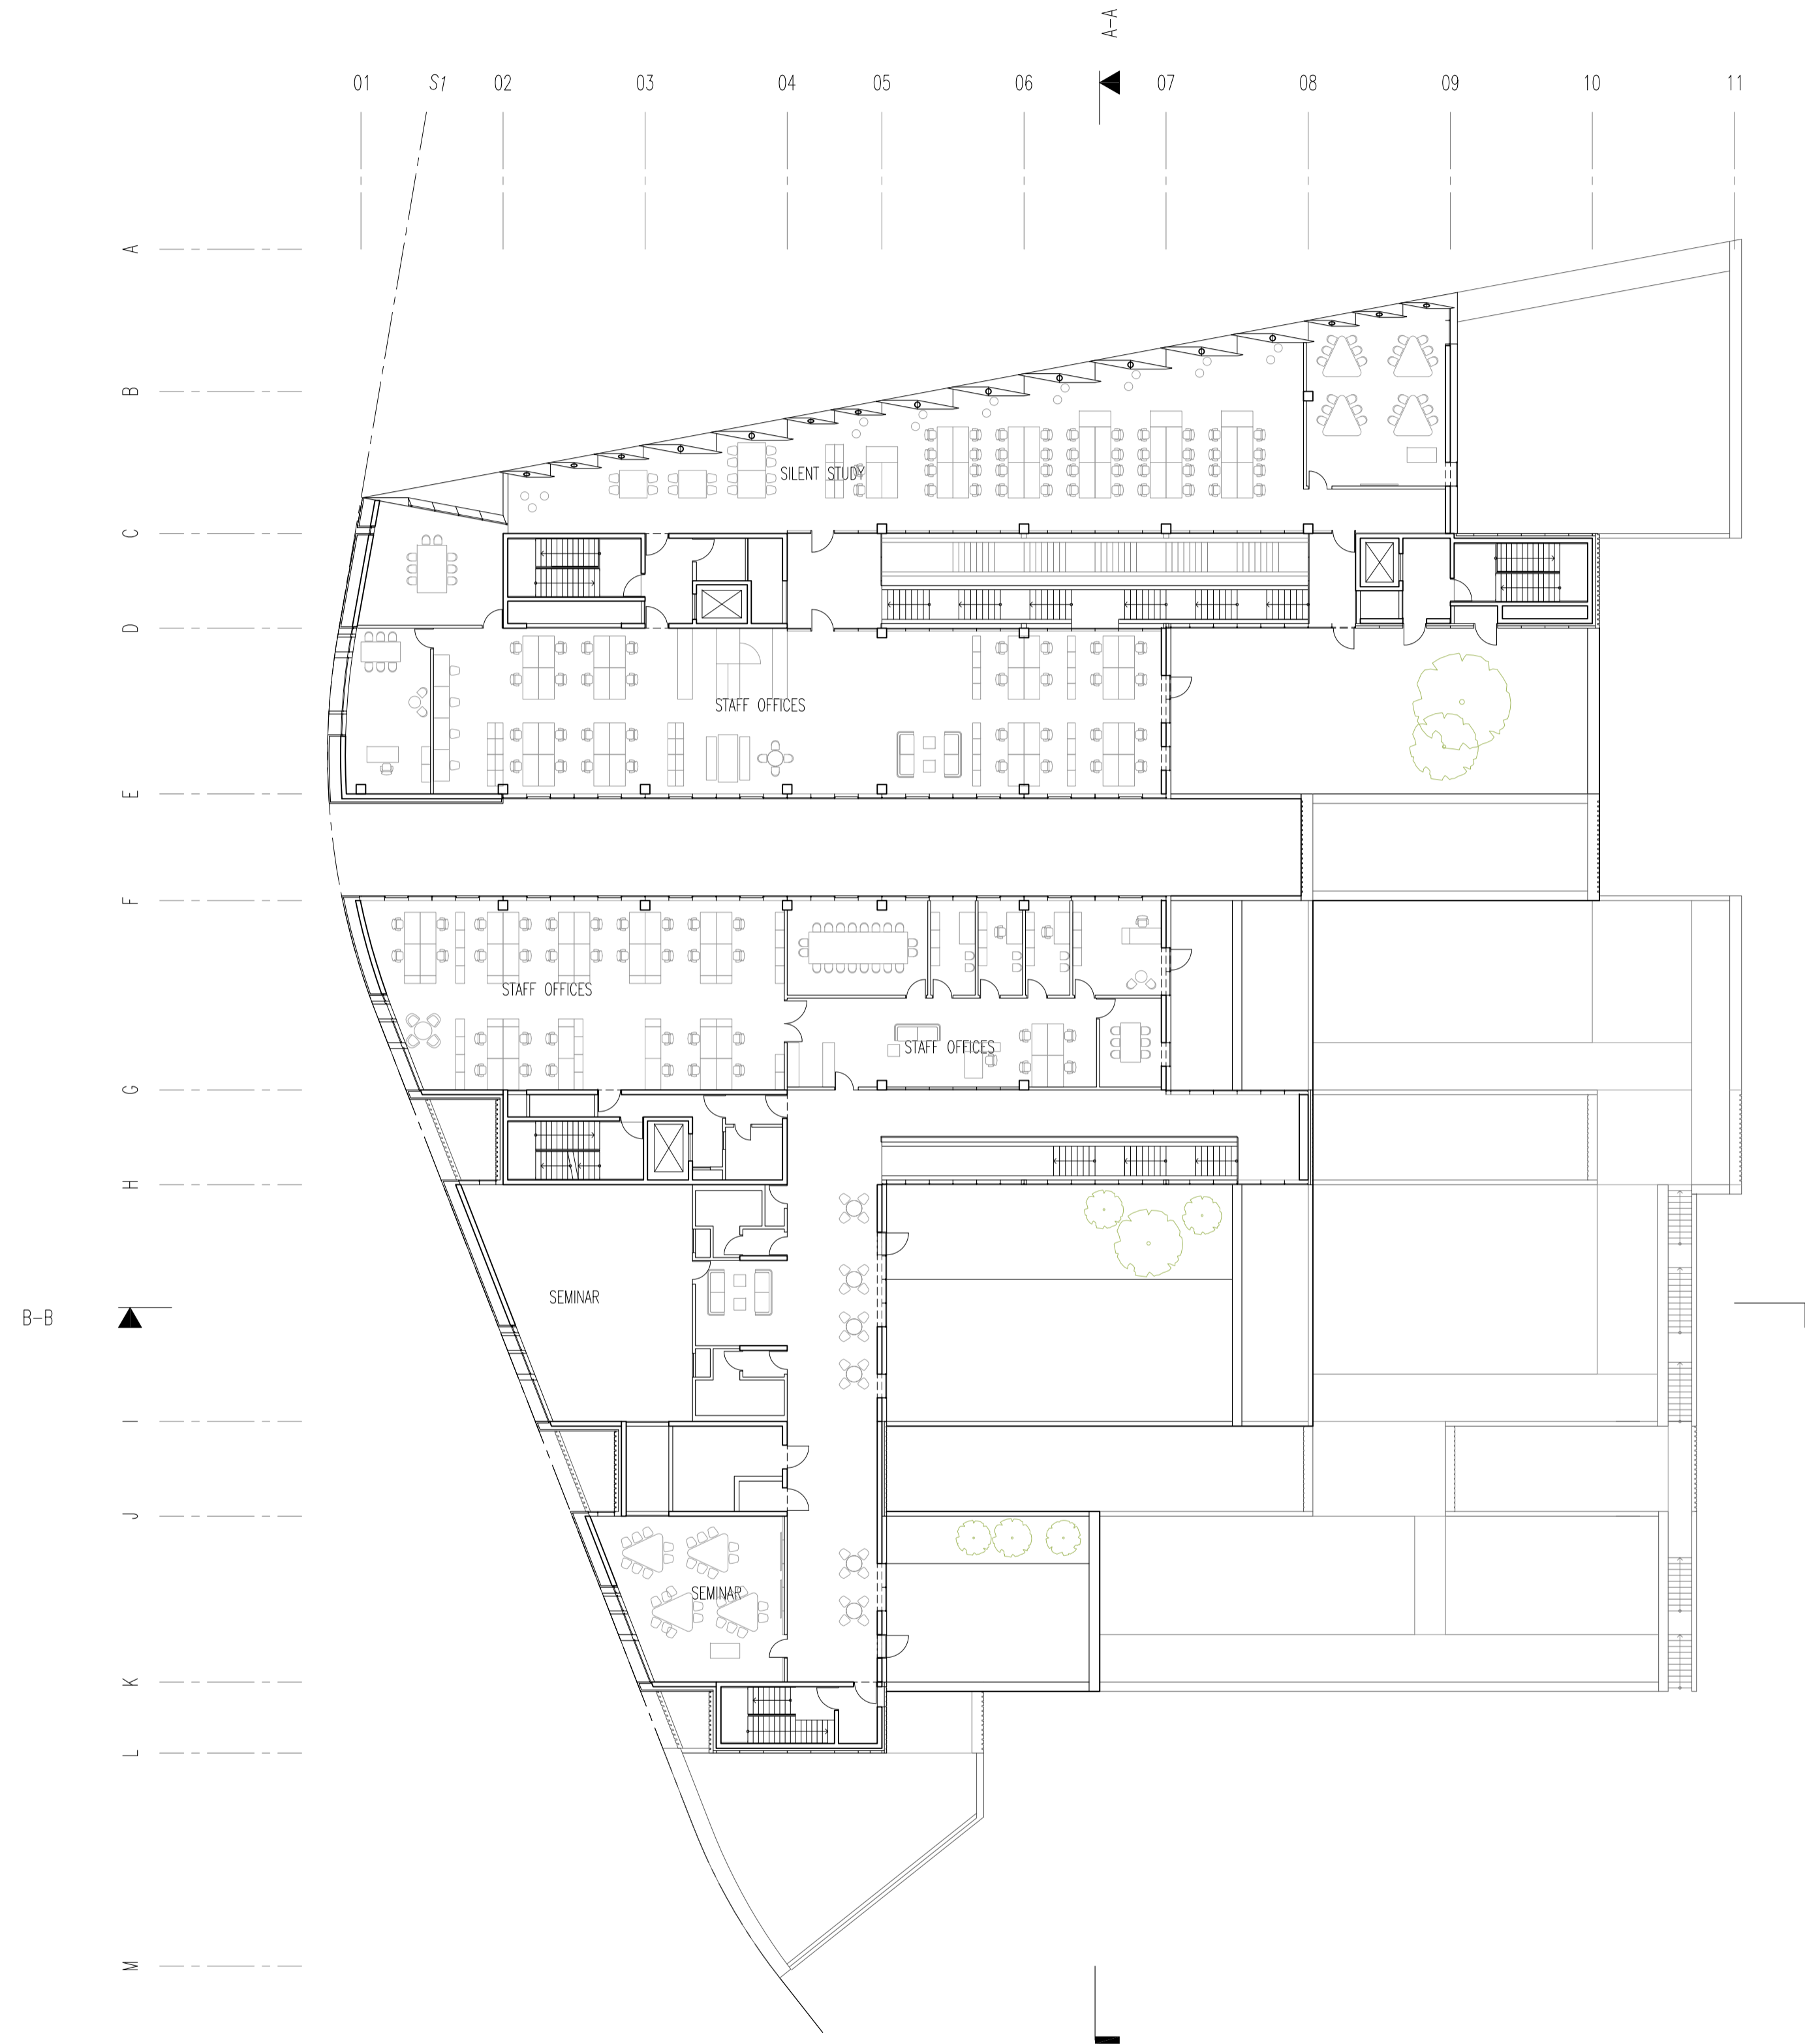 A-A
01 S1 02 03 04 05 06 07 08 09 10 11
A
B
SILENT STUDY
C
D
STAFF OFFICES
E
F
STAFF OFFICES
STAFF OFFICES
G
H
SEMINAR
B-B
I
J
SEMINAR
K
L
M